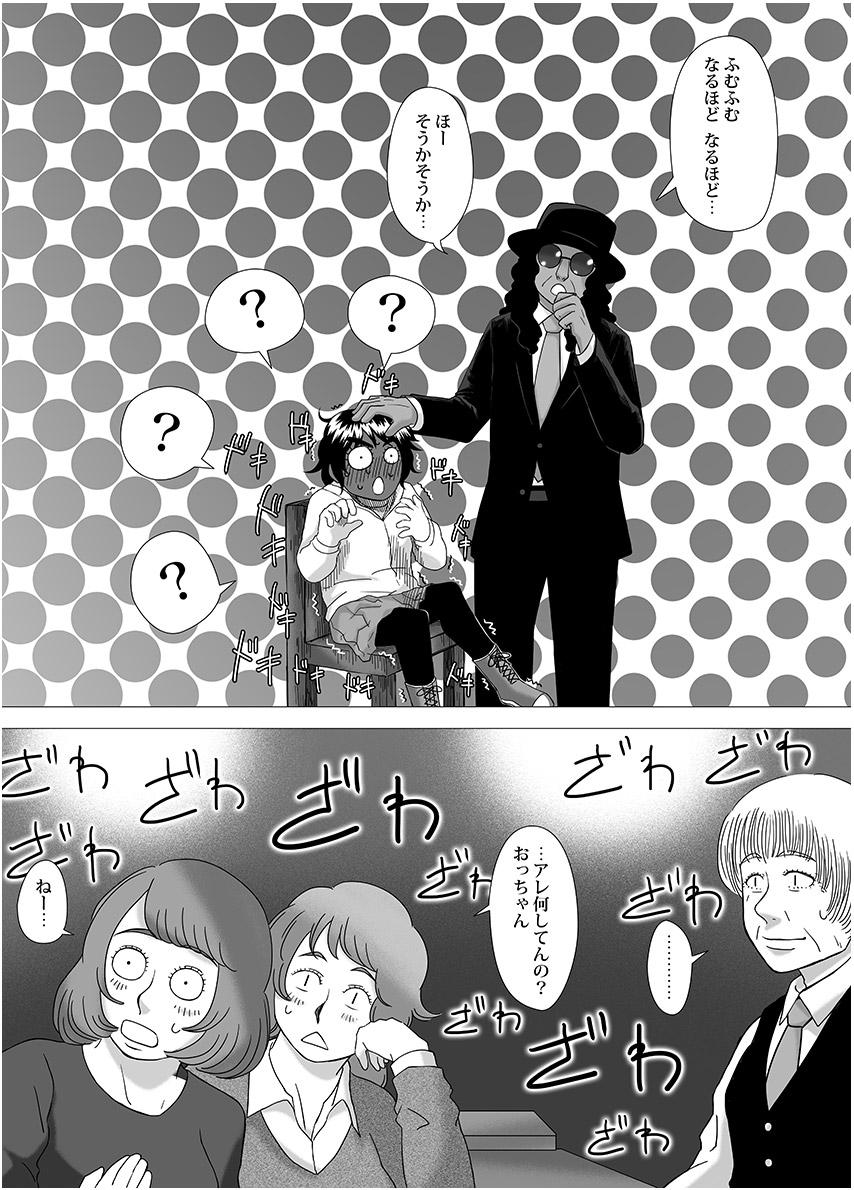 ふむふむ
なるほど なるほど…
ほー
そうかそうか…
？
？
？
？
ドキ
ドキ
ドキ
ドキ
ドキ
ドキ
ドキ
ドキ
ドキ
ドキ
ドキ
ざわ
ざわ
ざわ
ざわ
ざわ
ざわ
ざわ
ざわ
…アレ何してんの？
おっちゃん
………
ねー…
ざわ
ざわ
ざわ